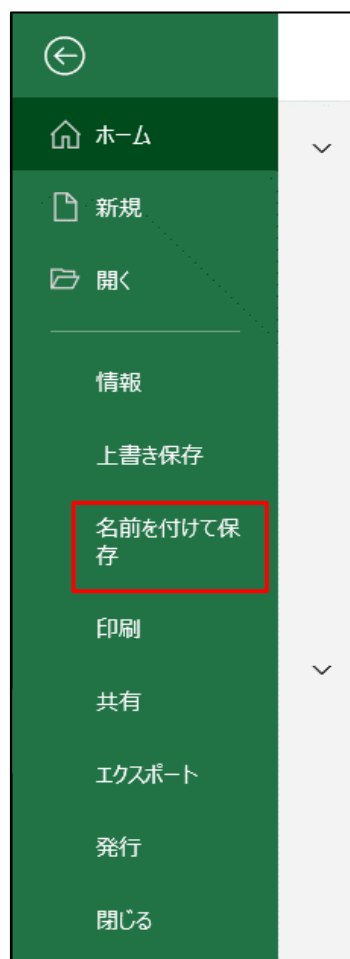 ホーム
新規
開く
情報
上書き保存
名前を付けて保
存
印刷
共有
エクスポート
発行
閉じる